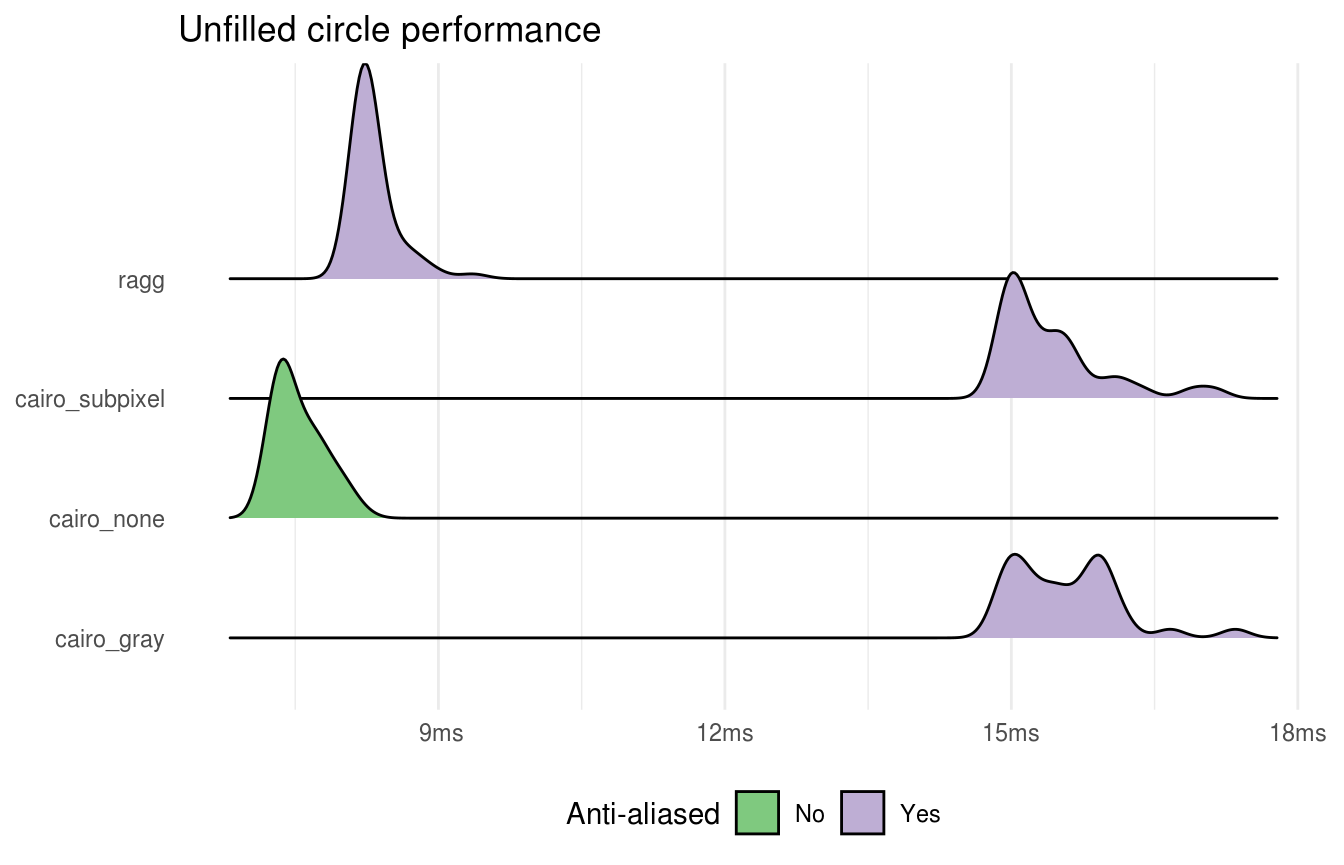 Unfilled circle performance
ragg
cairo_subpixel
cairo_none
cairo_gray
9ms 12ms 15ms 18ms
Anti-aliased No Yes